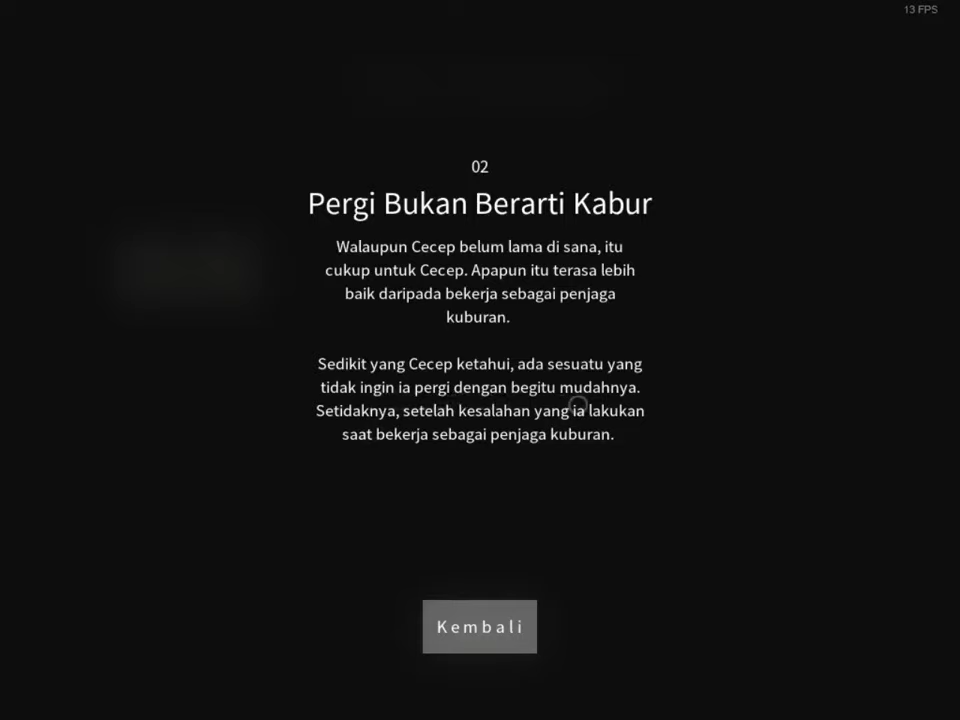 13 FPS
02
Pergi Bukan Berarti Kabur
Walaupun Cecep belum lama di sana, itu
cukup untuk Cecep. Apapun itu terasa lebih
baik daripada bekerja sebagai penjaga
kuburan.
Sedikit yang Cecep ketahui, ada sesuatu yang
tidak ingin ia pergi dengan begitu mudahnya.
Setidaknya, setelah kesalahan yang ia lakukan
saat bekerja sebagai penjaga kuburan.
Kembali